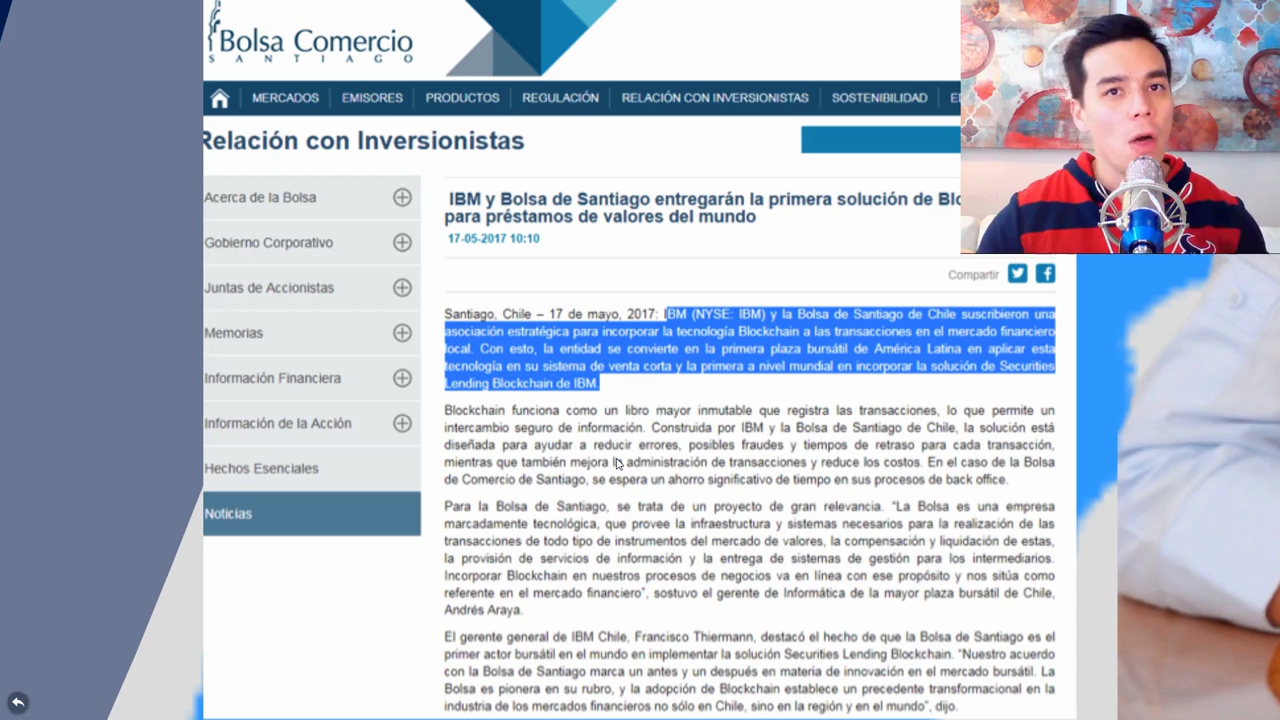 Bolsa Comercio
SANTIAGO
MERCADOS EMISORES PRODUCTOS REGULACIÓN RELACIÓN CON INVERSIONISTAS SOSTENIBILIDAD
Relación con Inversionistas
Acerca de la Bolsa
Gobierno Corporativo
Juntas de Accionistas
Memorias
Información Financiera
Información de la Acción
Hechos Esenciales
Noticias
IBM y Bolsa de Santiago entregarán la primera solución de Blo
para préstamos de valores del mundo
17-05-2017 10:10
Compartir
Santiago, Chile – 17 de mayo, 2017: IBM (NYSE: IBM) y la Bolsa de Santiago de Chile suscribieron una
asociación estratégica para incorporar la tecnología Blockchain a las transacciones en el mercado financiero
local. Con esto, la entidad se convierte en la primera plaza bursátil de América Latina en aplicar esta
tecnología en su sistema de venta corta y la primera a nivel mundial en incorporar la solución de Securities
Lending Blockchain de IBM.
Blockchain funciona como un libro mayor inmutable que registra las transacciones, lo que permite un
intercambio seguro de información. Construida por IBM y la Bolsa de Santiago de Chile, la solución está
diseñada para ayudar a reducir errores, posibles fraudes y tiempos de retraso para cada transacción,
mientras que también mejora la administración de transacciones y reduce los costos. En el caso de la Bolsa
de Comercio de Santiago, se espera un ahorro significativo de tiempo en sus procesos de back office.
Para la Bolsa de Santiago, se trata de un proyecto de gran relevancia. “La Bolsa es una empresa
marcadamente tecnológica, que provee la infraestructura y sistemas necesarios para la realización de las
transacciones de todo tipo de instrumentos del mercado de valores, la compensación y liquidación de estas,
la provisión de servicios de información y la entrega de sistemas de gestión para los intermediarios.
Incorporar Blockchain en nuestros procesos de negocios va en línea con ese propósito y nos sitúa como
referente en el mercado financiero”, sostuvo el gerente de Informática de la mayor plaza bursátil de Chile,
Andrés Araya.
El gerente general de IBM Chile, Francisco Thiermann, destacó el hecho de que la Bolsa de Santiago es el
primer actor bursátil en el mundo en implementar la solución Securities Lending Blockchain. “Nuestro acuerdo
con la Bolsa de Santiago marca un antes y un después en materia de innovación en el mercado bursátil. La
Bolsa es pionera en su rubro, y la adopción de Blockchain establece un precedente transformacional en la
industria de los mercados financieros no sólo en Chile, sino en la región y en el mundo”, dijo.